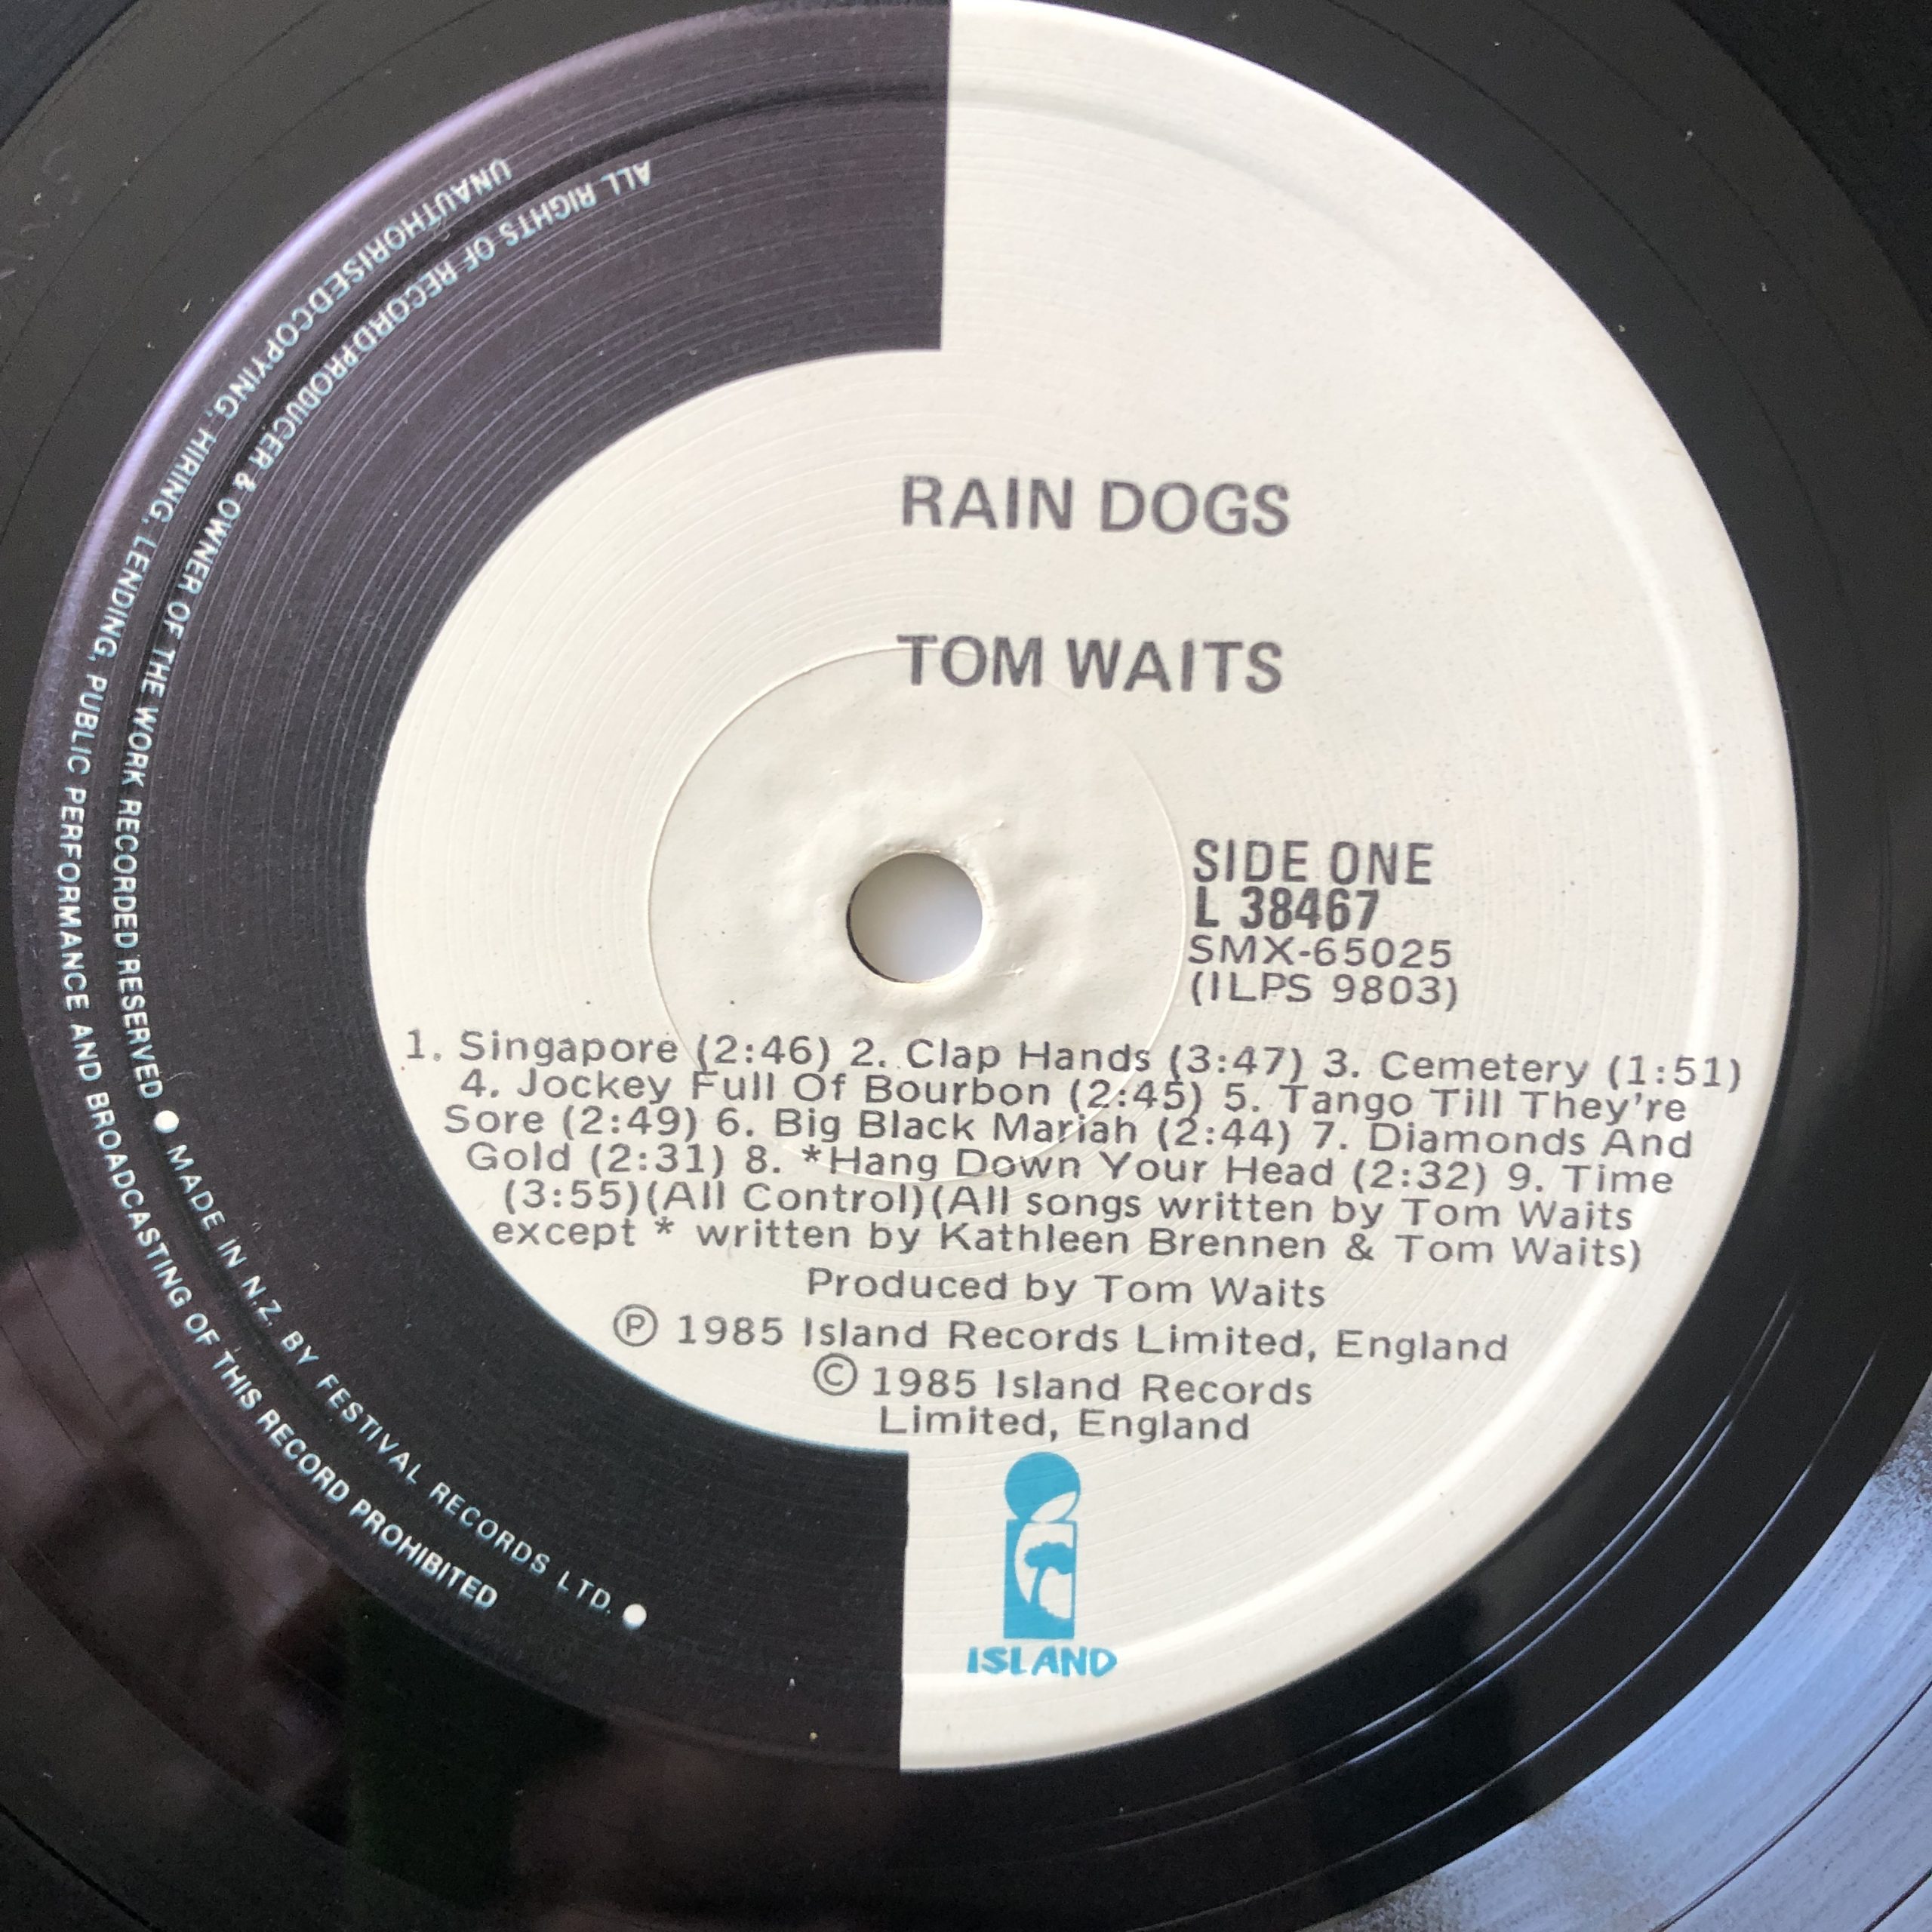 RAIN DOGS
TOM WAITS
SIDE ONE
L 38467
SMX-65025
(ILPS 9803)
1. Singapore (2:46) 2. Clap Hands (3:47) 3. Cemetery (1:51)
4. Jockey Full Of Bourbon (2:45) 5. Tango Till They're
Sore (2:49) 6. Big Black Mariah (2:44) 7. Diamonds And
Gold (2:31) 8. *Hang Down Your Head (2:32) 9. Time
(3:55)(All Control)(All songs written by Tom Waits
except * written by Kathleen Brennen & Tom Waits)
Produced by Tom Waits
Ⓟ 1985 Island Records Limited, England
© 1985 Island Records
Limited, England
ISLAND
ALL RIGHTS OF RECORD PRODUCER & OWNER OF THE WORK RECORDED RESERVED ● MADE IN N.Z. BY FESTIVAL RECORDS LTD. ●
UNAUTHORISED COPYING, HIRING, LENDING, PUBLIC PERFORMANCE AND BROADCASTING OF THIS RECORD PROHIBITED